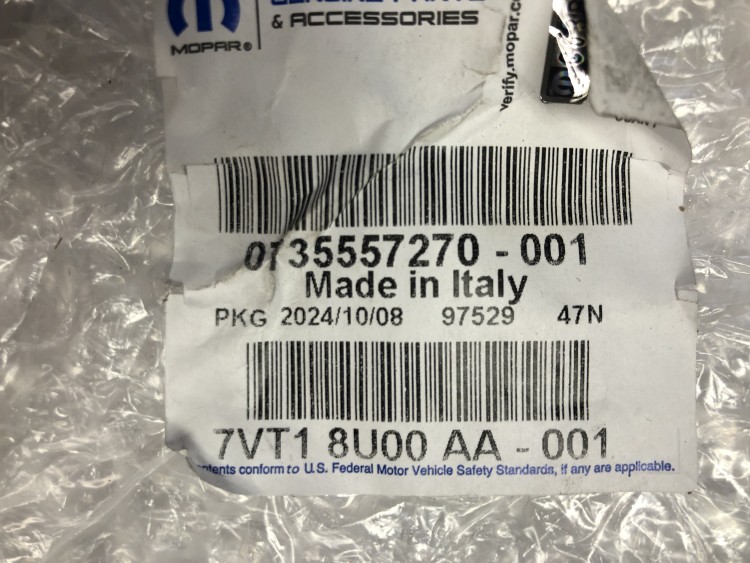 & ACCESSORIES
MOPAR®
verify.mopar.com
0735557270 - 001
Made in Italy
PKG 2024/10/08 97529 47N
7VT1 8U00 AA - 001
conform to U.S. Federal Motor Vehicle Safety Standards, if any are applicable.